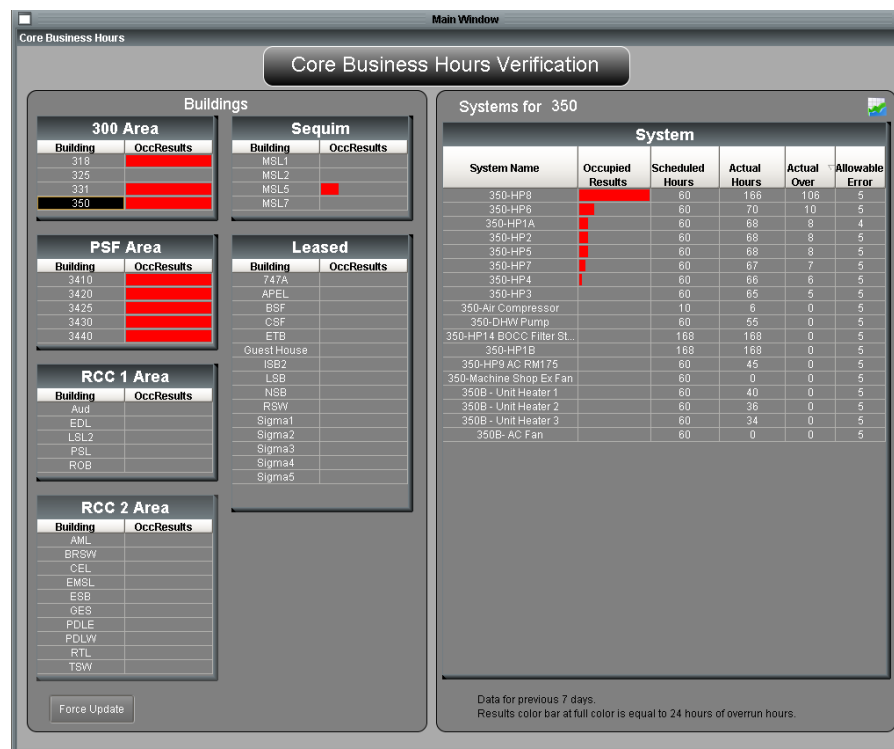 Main Window
Core Business Hours
Core Business Hours Verification
Buildings
300 Area
Building OccResults
318
325
331
350
PSF Area
Building OccResults
3410
3420
3425
3430
3440
RCC 1 Area
Building OccResults
Aud
EDL
LSL2
PSL
ROB
RCC 2 Area
Building OccResults
AML
BRSW
CEL
EMSL
ESB
GES
PDLE
PDLW
RTL
TSW
Force Update
Sequim
Building OccResults
MSL1
MSL2
MSL5
MSL7
Leased
Building OccResults
747A
APEL
BSF
CSF
ETB
Guest House
ISB2
LSB
NSB
RSW
Sigma1
Sigma2
Sigma3
Sigma4
Sigma5
Systems for 350
System
System Name Occupied Results Scheduled Hours Actual Hours Actual Over Allowable Error
350-HP8 60 166 106 5
350-HP6 60 70 10 5
350-HP1A 60 68 8 4
350-HP2 60 68 8 5
350-HP5 60 68 8 5
350-HP7 60 67 7 5
350-HP4 60 66 6 5
350-HP3 60 65 5 5
350-Air Compressor 10 6 0 5
350-DHW Pump 60 55 0 5
350-HP14 BOCC Filter St... 168 168 0 5
350-HP1B 168 168 0 5
350-HP9 AC RM175 60 45 0 5
350-Machine Shop Ex Fan 60 0 0 5
350B - Unit Heater 1 60 40 0 5
350B - Unit Heater 2 60 36 0 5
350B - Unit Heater 3 60 34 0 5
350B- AC Fan 60 0 0 5
Data for previous 7 days.
Results color bar at full color is equal to 24 hours of overrun hours.